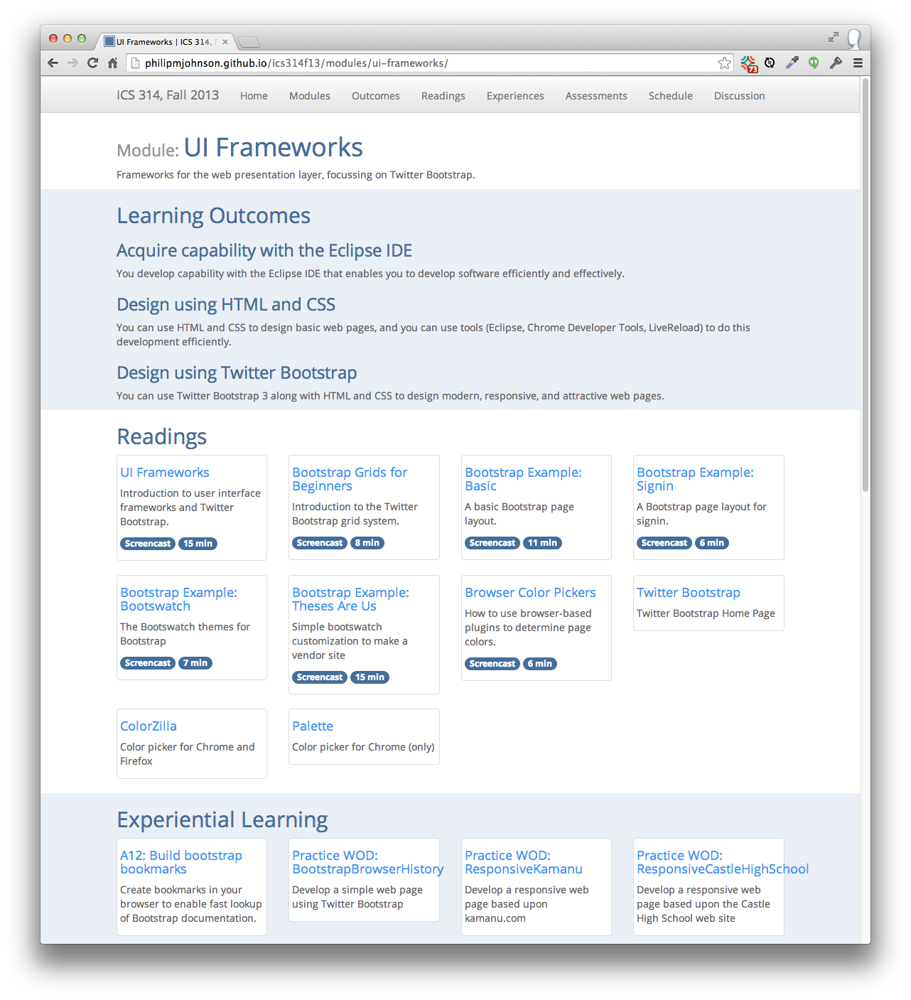 UI Frameworks | ICS 314, F
philipmjohnson.github.io/ics314f13/modules/ui-frameworks/
73
ICS 314, Fall 2013 Home Modules Outcomes Readings Experiences Assessments Schedule Discussion
Module: UI Frameworks
Frameworks for the web presentation layer, focussing on Twitter Bootstrap.
Learning Outcomes
Acquire capability with the Eclipse IDE
You develop capability with the Eclipse IDE that enables you to develop software efficiently and effectively.
Design using HTML and CSS
You can use HTML and CSS to design basic web pages, and you can use tools (Eclipse, Chrome Developer Tools, LiveReload) to do this
development efficiently.
Design using Twitter Bootstrap
You can use Twitter Bootstrap 3 along with HTML and CSS to design modern, responsive, and attractive web pages.
Readings
UI Frameworks
Introduction to user interface
frameworks and Twitter
Bootstrap.
Screencast 15 min
Bootstrap Grids for
Beginners
Introduction to the Twitter
Bootstrap grid system.
Screencast 8 min
Bootstrap Example:
Basic
A basic Bootstrap page
layout.
Screencast 11 min
Bootstrap Example:
Signin
A Bootstrap page layout for
signin.
Screencast 6 min
Bootstrap Example:
Bootswatch
The Bootswatch themes for
Bootstrap
Screencast 7 min
Bootstrap Example:
Theses Are Us
Simple bootswatch
customization to make a
vendor site
Screencast 15 min
Browser Color Pickers
How to use browser-based
plugins to determine page
colors.
Screencast 6 min
Twitter Bootstrap
Twitter Bootstrap Home Page
ColorZilla
Color picker for Chrome and
Firefox
Palette
Color picker for Chrome (only)
Experiential Learning
A12: Build bootstrap
bookmarks
Create bookmarks in your
browser to enable fast lookup
of Bootstrap documentation.
Practice WOD:
BootstrapBrowserHistory
Develop a simple web page
using Twitter Bootstrap
Practice WOD:
ResponsiveKamanu
Develop a responsive web
page based upon
kamanu.com
Practice WOD:
ResponsiveCastleHighSchool
Develop a responsive web
page based upon the Castle
High School web site